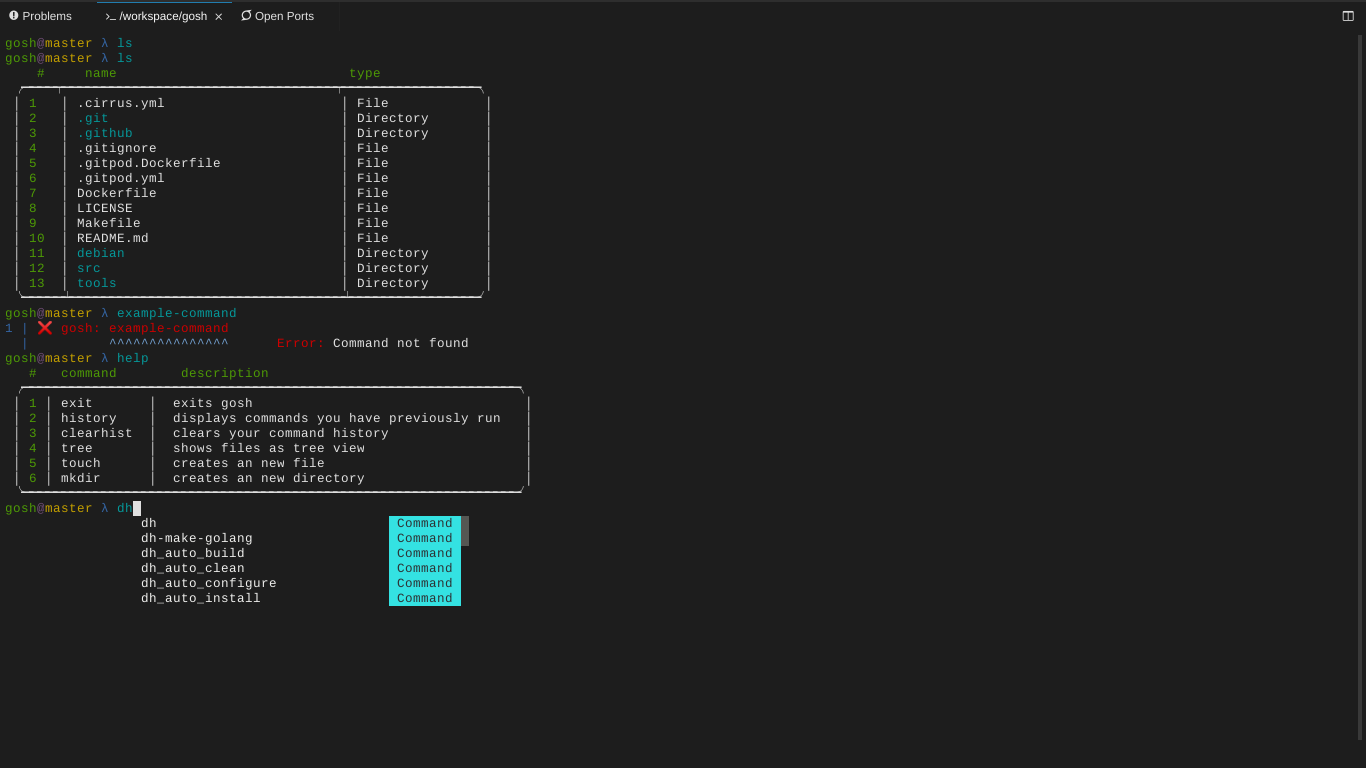 Problems >_ /workspace/gosh × Open Ports
gosh@master λ ls
gosh@master λ ls
# name type
1 | .cirrus.yml | File
2 | .git | Directory
3 | .github | Directory
4 | .gitignore | File
5 | .gitpod.Dockerfile | File
6 | .gitpod.yml | File
7 | Dockerfile | File
8 | LICENSE | File
9 | Makefile | File
10 | README.md | File
11 | debian | Directory
12 | src | Directory
13 | tools | Directory
gosh@master λ example-command
1 | ❌ gosh: example-command
| ^^^^^^^^^^^^^^^ Error: Command not found
gosh@master λ help
# command description
1 | exit | exits gosh
2 | history | displays commands you have previously run
3 | clearhist | clears your command history
4 | tree | shows files as tree view
5 | touch | creates an new file
6 | mkdir | creates an new directory
gosh@master λ dh
dh Command
dh-make-golang Command
dh_auto_build Command
dh_auto_clean Command
dh_auto_configure Command
dh_auto_install Command